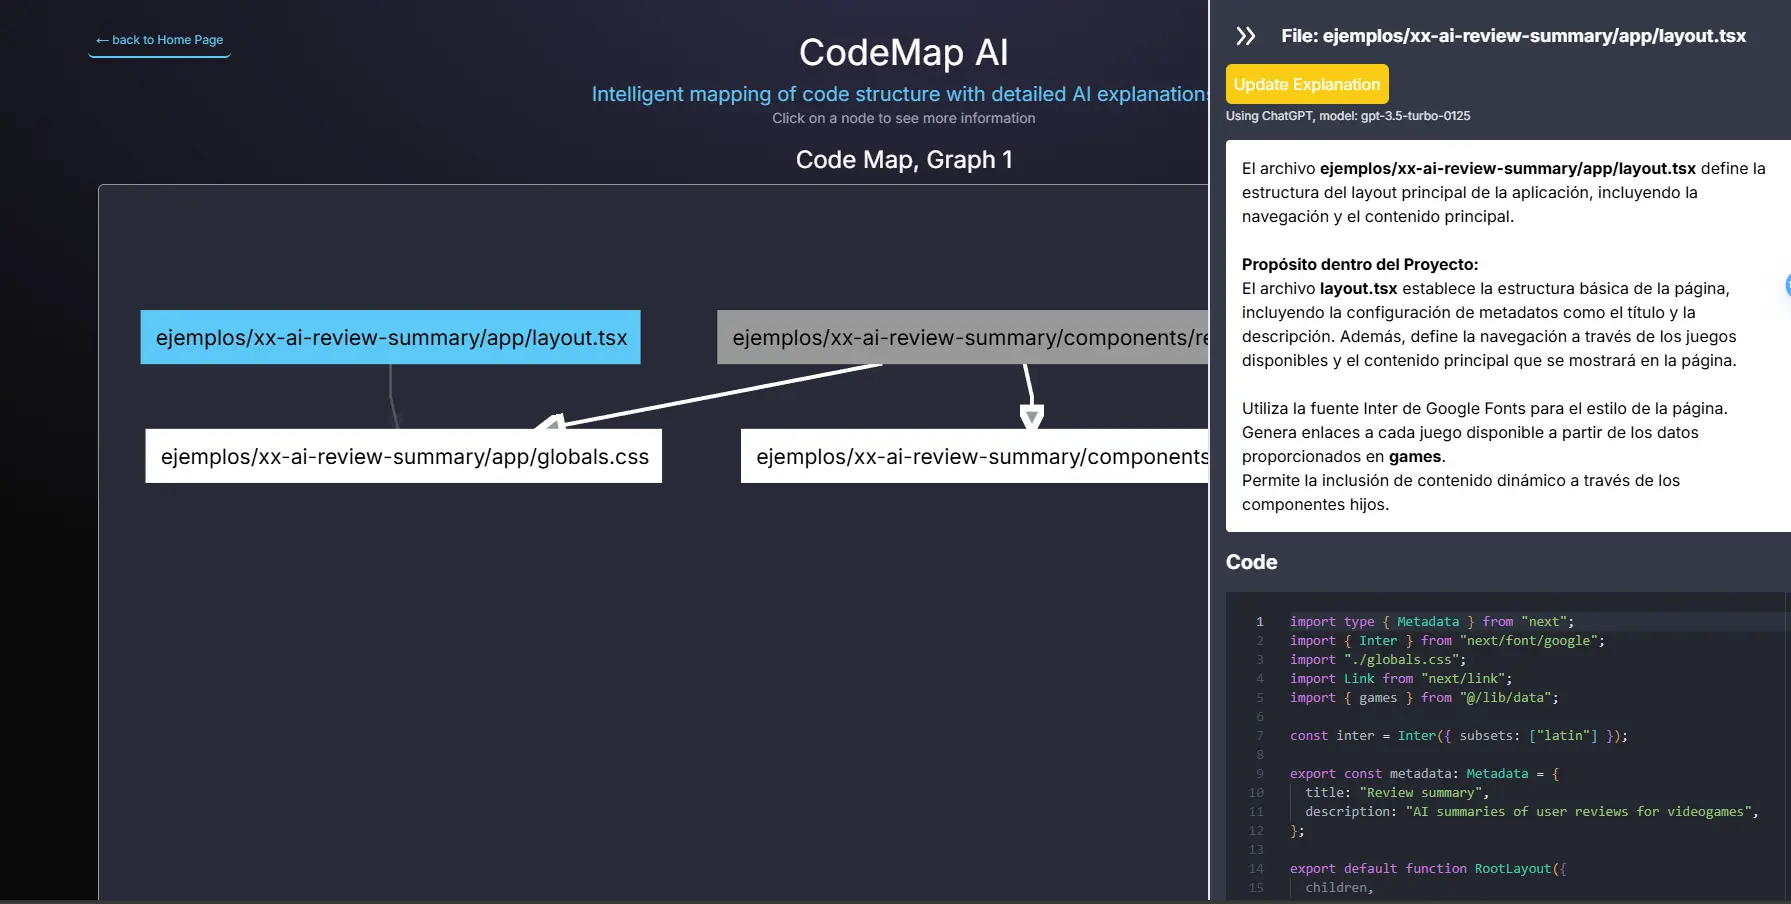 ← back to Home Page
CodeMap AI
Intelligent mapping of code structure with detailed AI explanations
Click on a node to see more information
Code Map, Graph 1
ejemplos/xx-ai-review-summary/app/layout.tsx
ejemplos/xx-ai-review-summary/components/re
ejemplos/xx-ai-review-summary/app/globals.css
ejemplos/xx-ai-review-summary/components
File: ejemplos/xx-ai-review-summary/app/layout.tsx
Update Explanation
Using ChatGPT, model: gpt-3.5-turbo-0125
El archivo ejemplos/xx-ai-review-summary/app/layout.tsx define la
estructura del layout principal de la aplicación, incluyendo la
navegación y el contenido principal.
Propósito dentro del Proyecto:
El archivo layout.tsx establece la estructura básica de la página,
incluyendo la configuración de metadatos como el título y la
descripción. Además, define la navegación a través de los juegos
disponibles y el contenido principal que se mostrará en la página.
Utiliza la fuente Inter de Google Fonts para el estilo de la página.
Genera enlaces a cada juego disponible a partir de los datos
proporcionados en games.
Permite la inclusión de contenido dinámico a través de los
componentes hijos.
Code
1 import type { Metadata } from "next";
2 import { Inter } from "next/font/google";
3 import "./globals.css";
4 import Link from "next/link";
5 import { games } from "@/lib/data";
6
7 const inter = Inter({ subsets: ["latin"] });
8
9 export const metadata: Metadata = {
10 title: "Review summary",
11 description: "AI summaries of user reviews for videogames",
12 };
13
14 export default function RootLayout({
15 children,